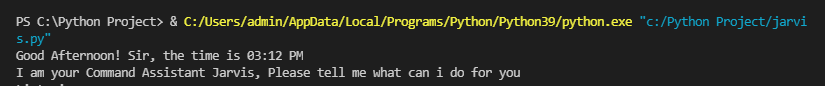 PS C:\Python Project> & C:/Users/admin/AppData/Local/Programs/Python/Python39/python.exe "c:/Python Project/jarvi
s.py"
Good Afternoon! Sir, the time is 03:12 PM
I am your Command Assistant Jarvis, Please tell me what can i do for you